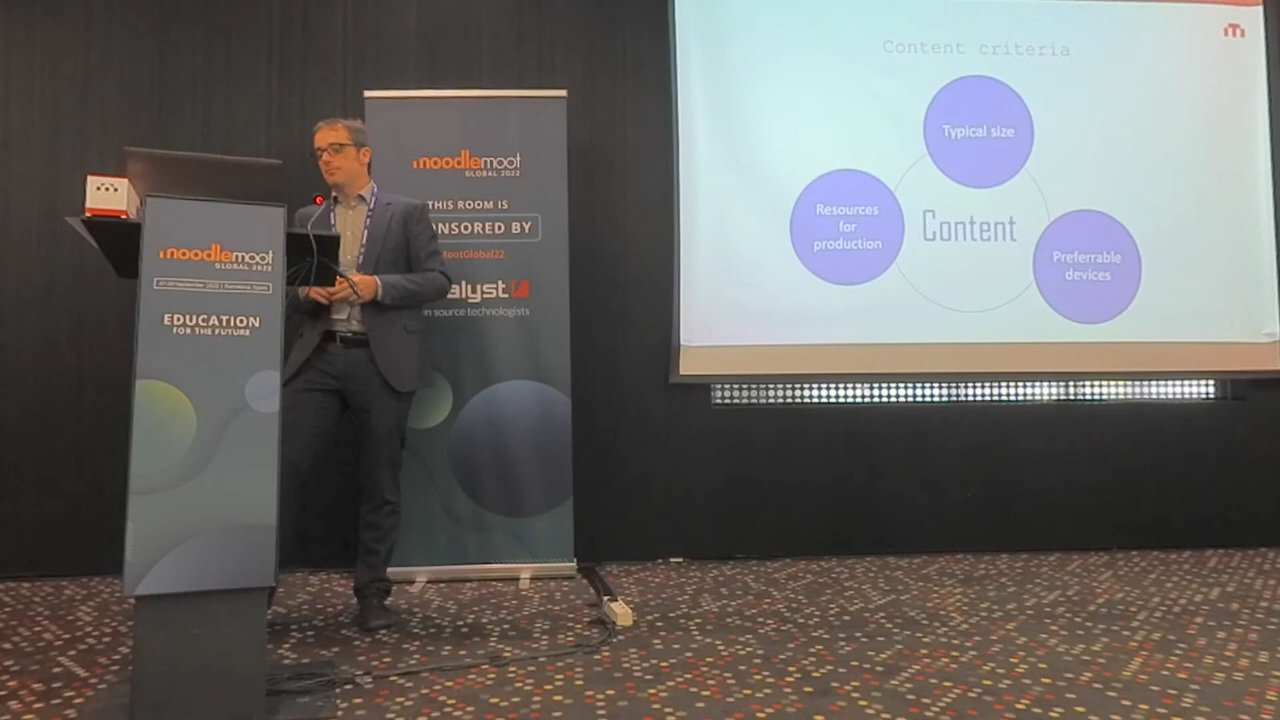 moodlemoot
GLOBAL 2022
EDUCATION
FOR THE FUTURE
moodlemoot
GLOBAL 2022
THIS ROOM IS
ONSORED BY
MootGlobal22
alyst
n source technologists
Content criteria
Typical size
Resources
for
production
Content
Preferrable
devices